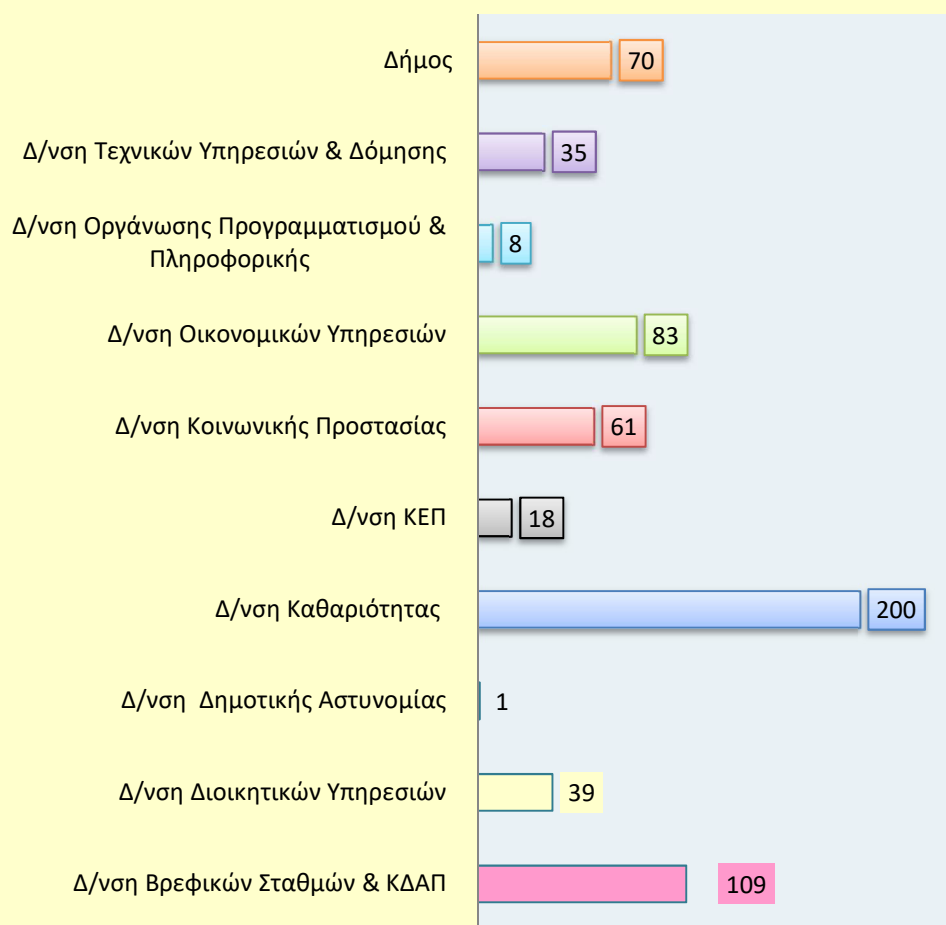 Δήμος
70
Δ/νση Τεχνικών Υπηρεσιών & Δόμησης
35
Δ/νση Οργάνωσης Προγραμματισμού &
Πληροφορικής
8
Δ/νση Οικονομικών Υπηρεσιών
83
Δ/νση Κοινωνικής Προστασίας
61
Δ/νση ΚΕΠ
18
Δ/νση Καθαριότητας
200
Δ/νση Δημοτικής Αστυνομίας
1
Δ/νση Διοικητικών Υπηρεσιών
39
Δ/νση Βρεφικών Σταθμών & ΚΔΑΠ
109